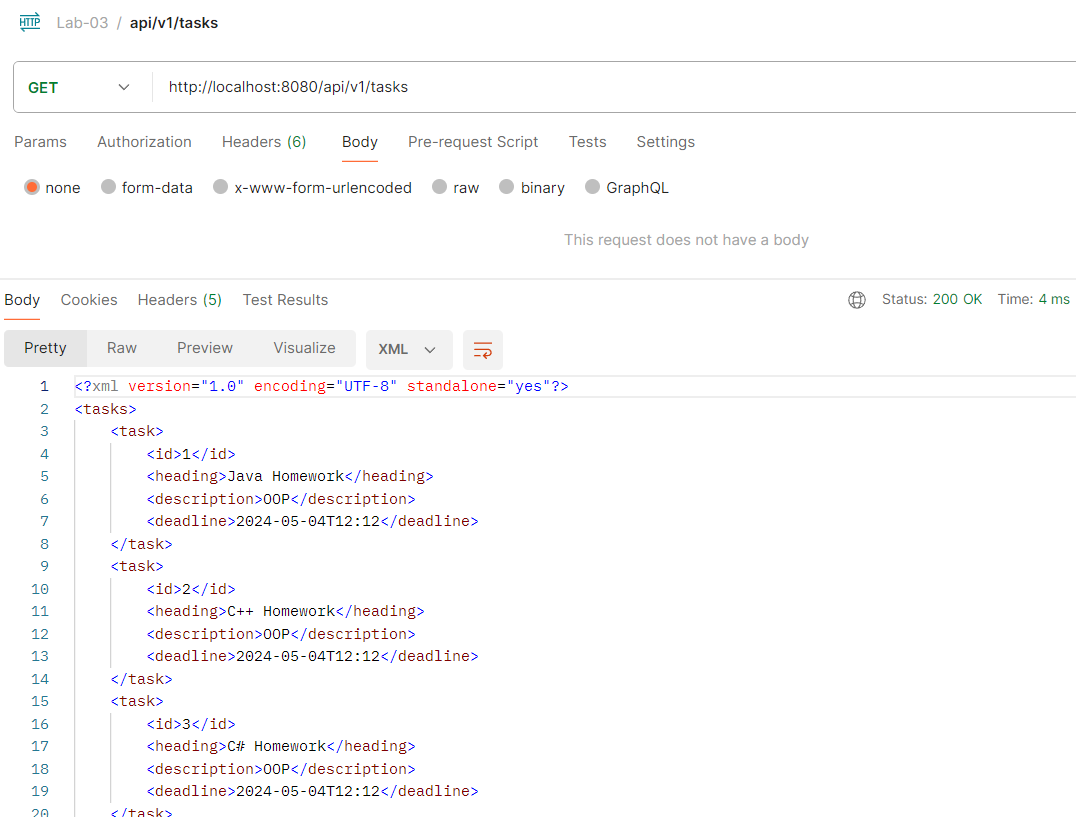 HTTP Lab-03 / api/v1/tasks
GET http://localhost:8080/api/v1/tasks
Params Authorization Headers (6) Body Pre-request Script Tests Settings
none form-data x-www-form-urlencoded raw binary GraphQL
This request does not have a body
Body Cookies Headers (5) Test Results Status: 200 OK Time: 4 ms
Pretty Raw Preview Visualize XML
1 <?xml version="1.0" encoding="UTF-8" standalone="yes"?>
2 <tasks>
3 <task>
4 <id>1</id>
5 <heading>Java Homework</heading>
6 <description>OOP</description>
7 <deadline>2024-05-04T12:12</deadline>
8 </task>
9 <task>
10 <id>2</id>
11 <heading>C++ Homework</heading>
12 <description>OOP</description>
13 <deadline>2024-05-04T12:12</deadline>
14 </task>
15 <task>
16 <id>3</id>
17 <heading>C# Homework</heading>
18 <description>OOP</description>
19 <deadline>2024-05-04T12:12</deadline>
20 </task>